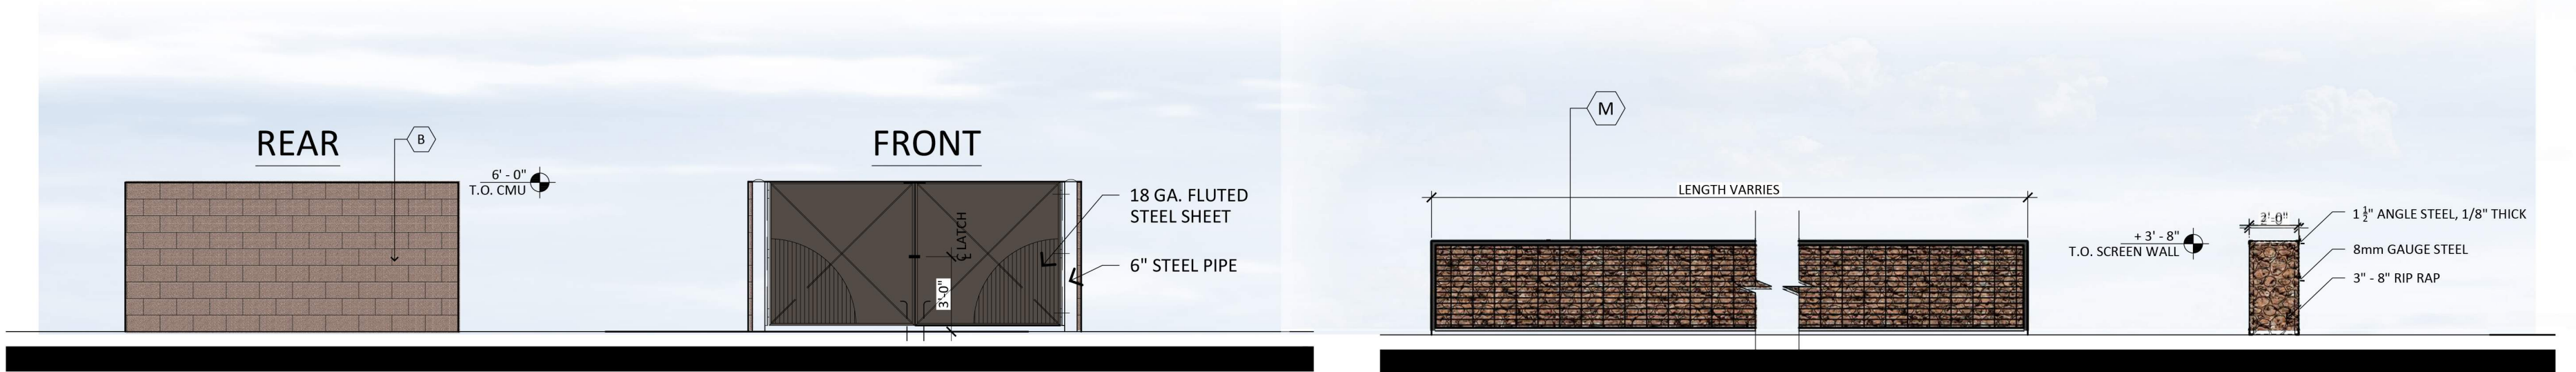 REAR
B
6' - 0"
T.O. CMU
FRONT
18 GA. FLUTED
STEEL SHEET
6" STEEL PIPE
℄ LATCH
3'-0"
M
LENGTH VARRIES
+ 3' - 8"
T.O. SCREEN WALL
2'-0"
1 ½" ANGLE STEEL, 1/8" THICK
8mm GAUGE STEEL
3" - 8" RIP RAP